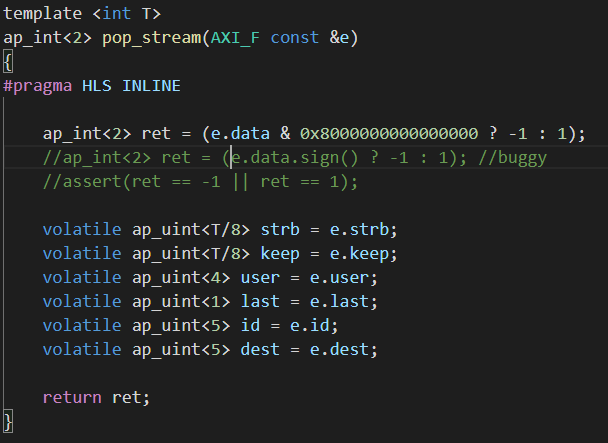 template <int T>
ap_int<2> pop_stream(AXI_F const &e)
{
#pragma HLS INLINE
ap_int<2> ret = (e.data & 0x8000000000000000 ? -1 : 1);
//ap_int<2> ret = (e.data.sign() ? -1 : 1); //buggy
//assert(ret == -1 || ret == 1);
volatile ap_uint<T/8> strb = e.strb;
volatile ap_uint<T/8> keep = e.keep;
volatile ap_uint<4> user = e.user;
volatile ap_uint<1> last = e.last;
volatile ap_uint<5> id = e.id;
volatile ap_uint<5> dest = e.dest;
return ret;
}